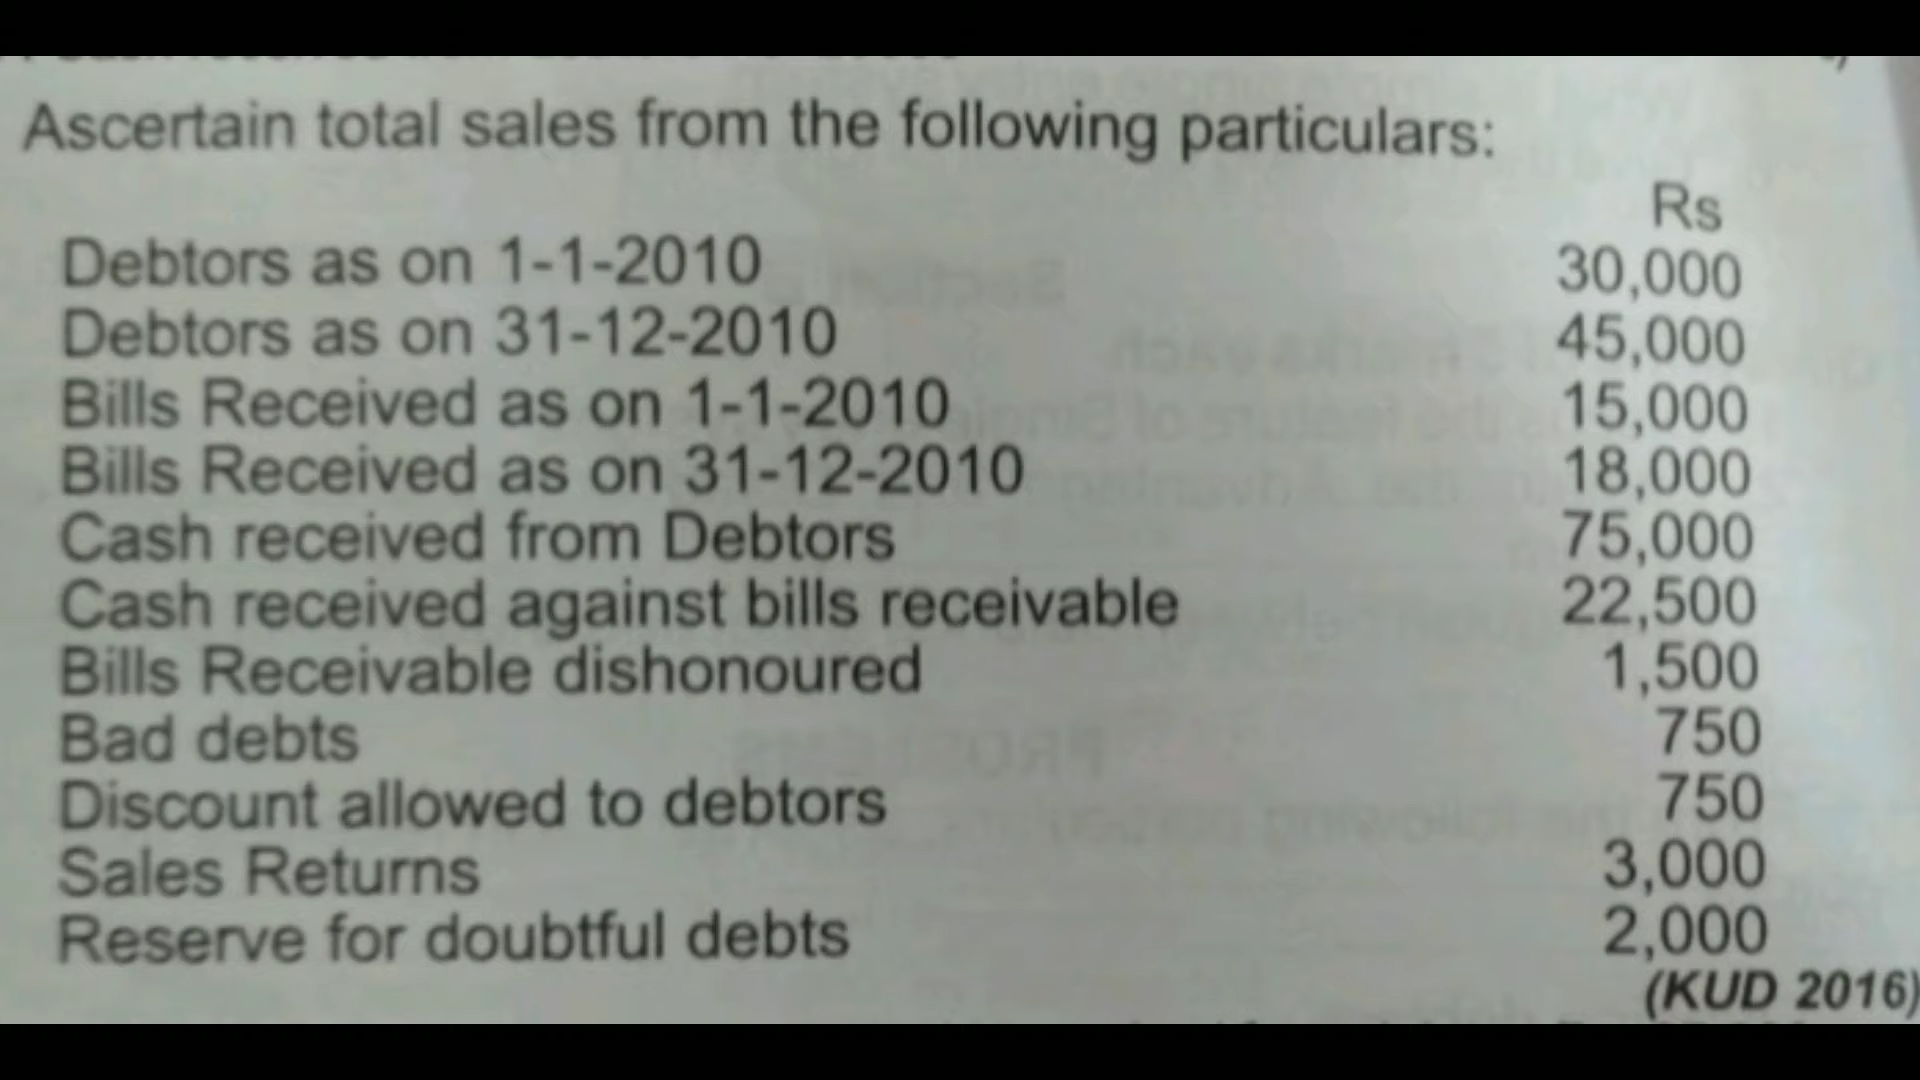 Ascertain total sales from the following particulars:
Rs
Debtors as on 1-1-2010 30,000
Debtors as on 31-12-2010 45,000
Bills Received as on 1-1-2010 15,000
Bills Received as on 31-12-2010 18,000
Cash received from Debtors 75,000
Cash received against bills receivable 22,500
Bills Receivable dishonoured 1,500
Bad debts 750
Discount allowed to debtors 750
Sales Returns 3,000
Reserve for doubtful debts 2,000
(KUD 2016)